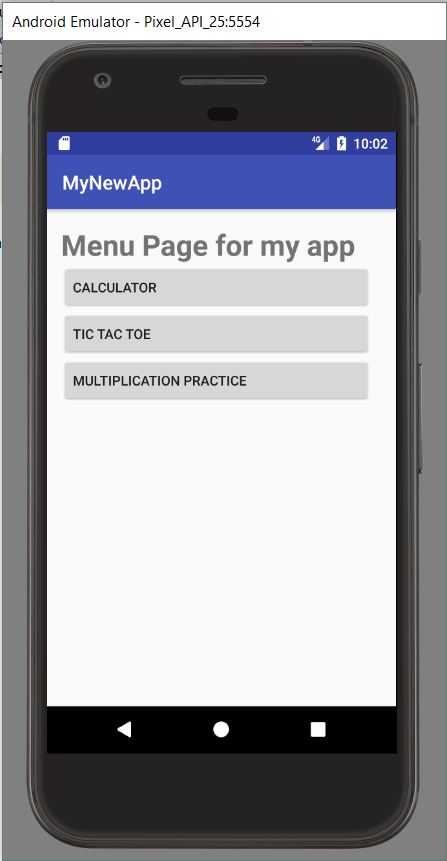 Android Emulator - Pixel_API_25:5554
4G 10:02
MyNewApp
Menu Page for my app
CALCULATOR
TIC TAC TOE
MULTIPLICATION PRACTICE